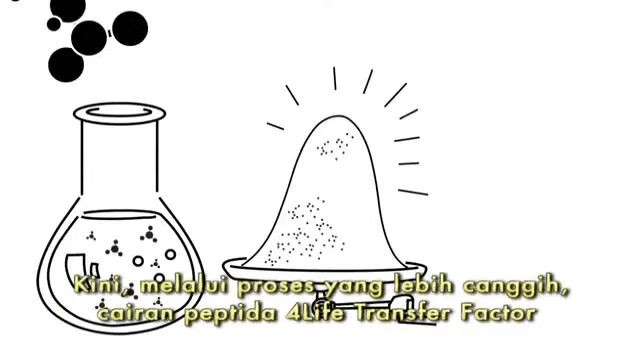 Kini, melalui proses yang lebih canggih,
cairan peptida 4Life Transfer Factor